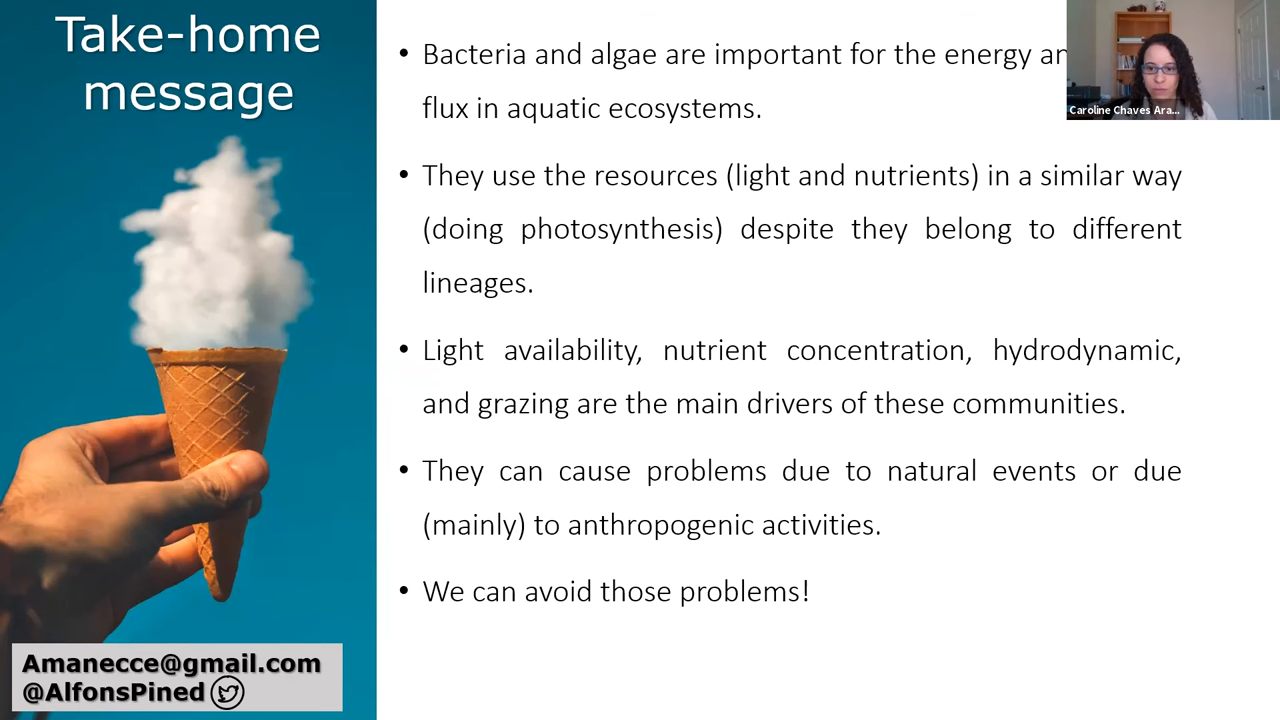 Take-home
message
• Bacteria and algae are important for the energy
flux in aquatic ecosystems.
• They use the resources (light and nutrients) in a similar way
(doing photosynthesis) despite they belong to different
lineages.
• Light availability, nutrient concentration, hydrodynamic,
and grazing are the main drivers of these communities.
• They can cause problems due to natural events or due
(mainly) to anthropogenic activities.
• We can avoid those problems!
Caroline Chaves Ara...
Amanecce@gmail.com
@AlfonsPined